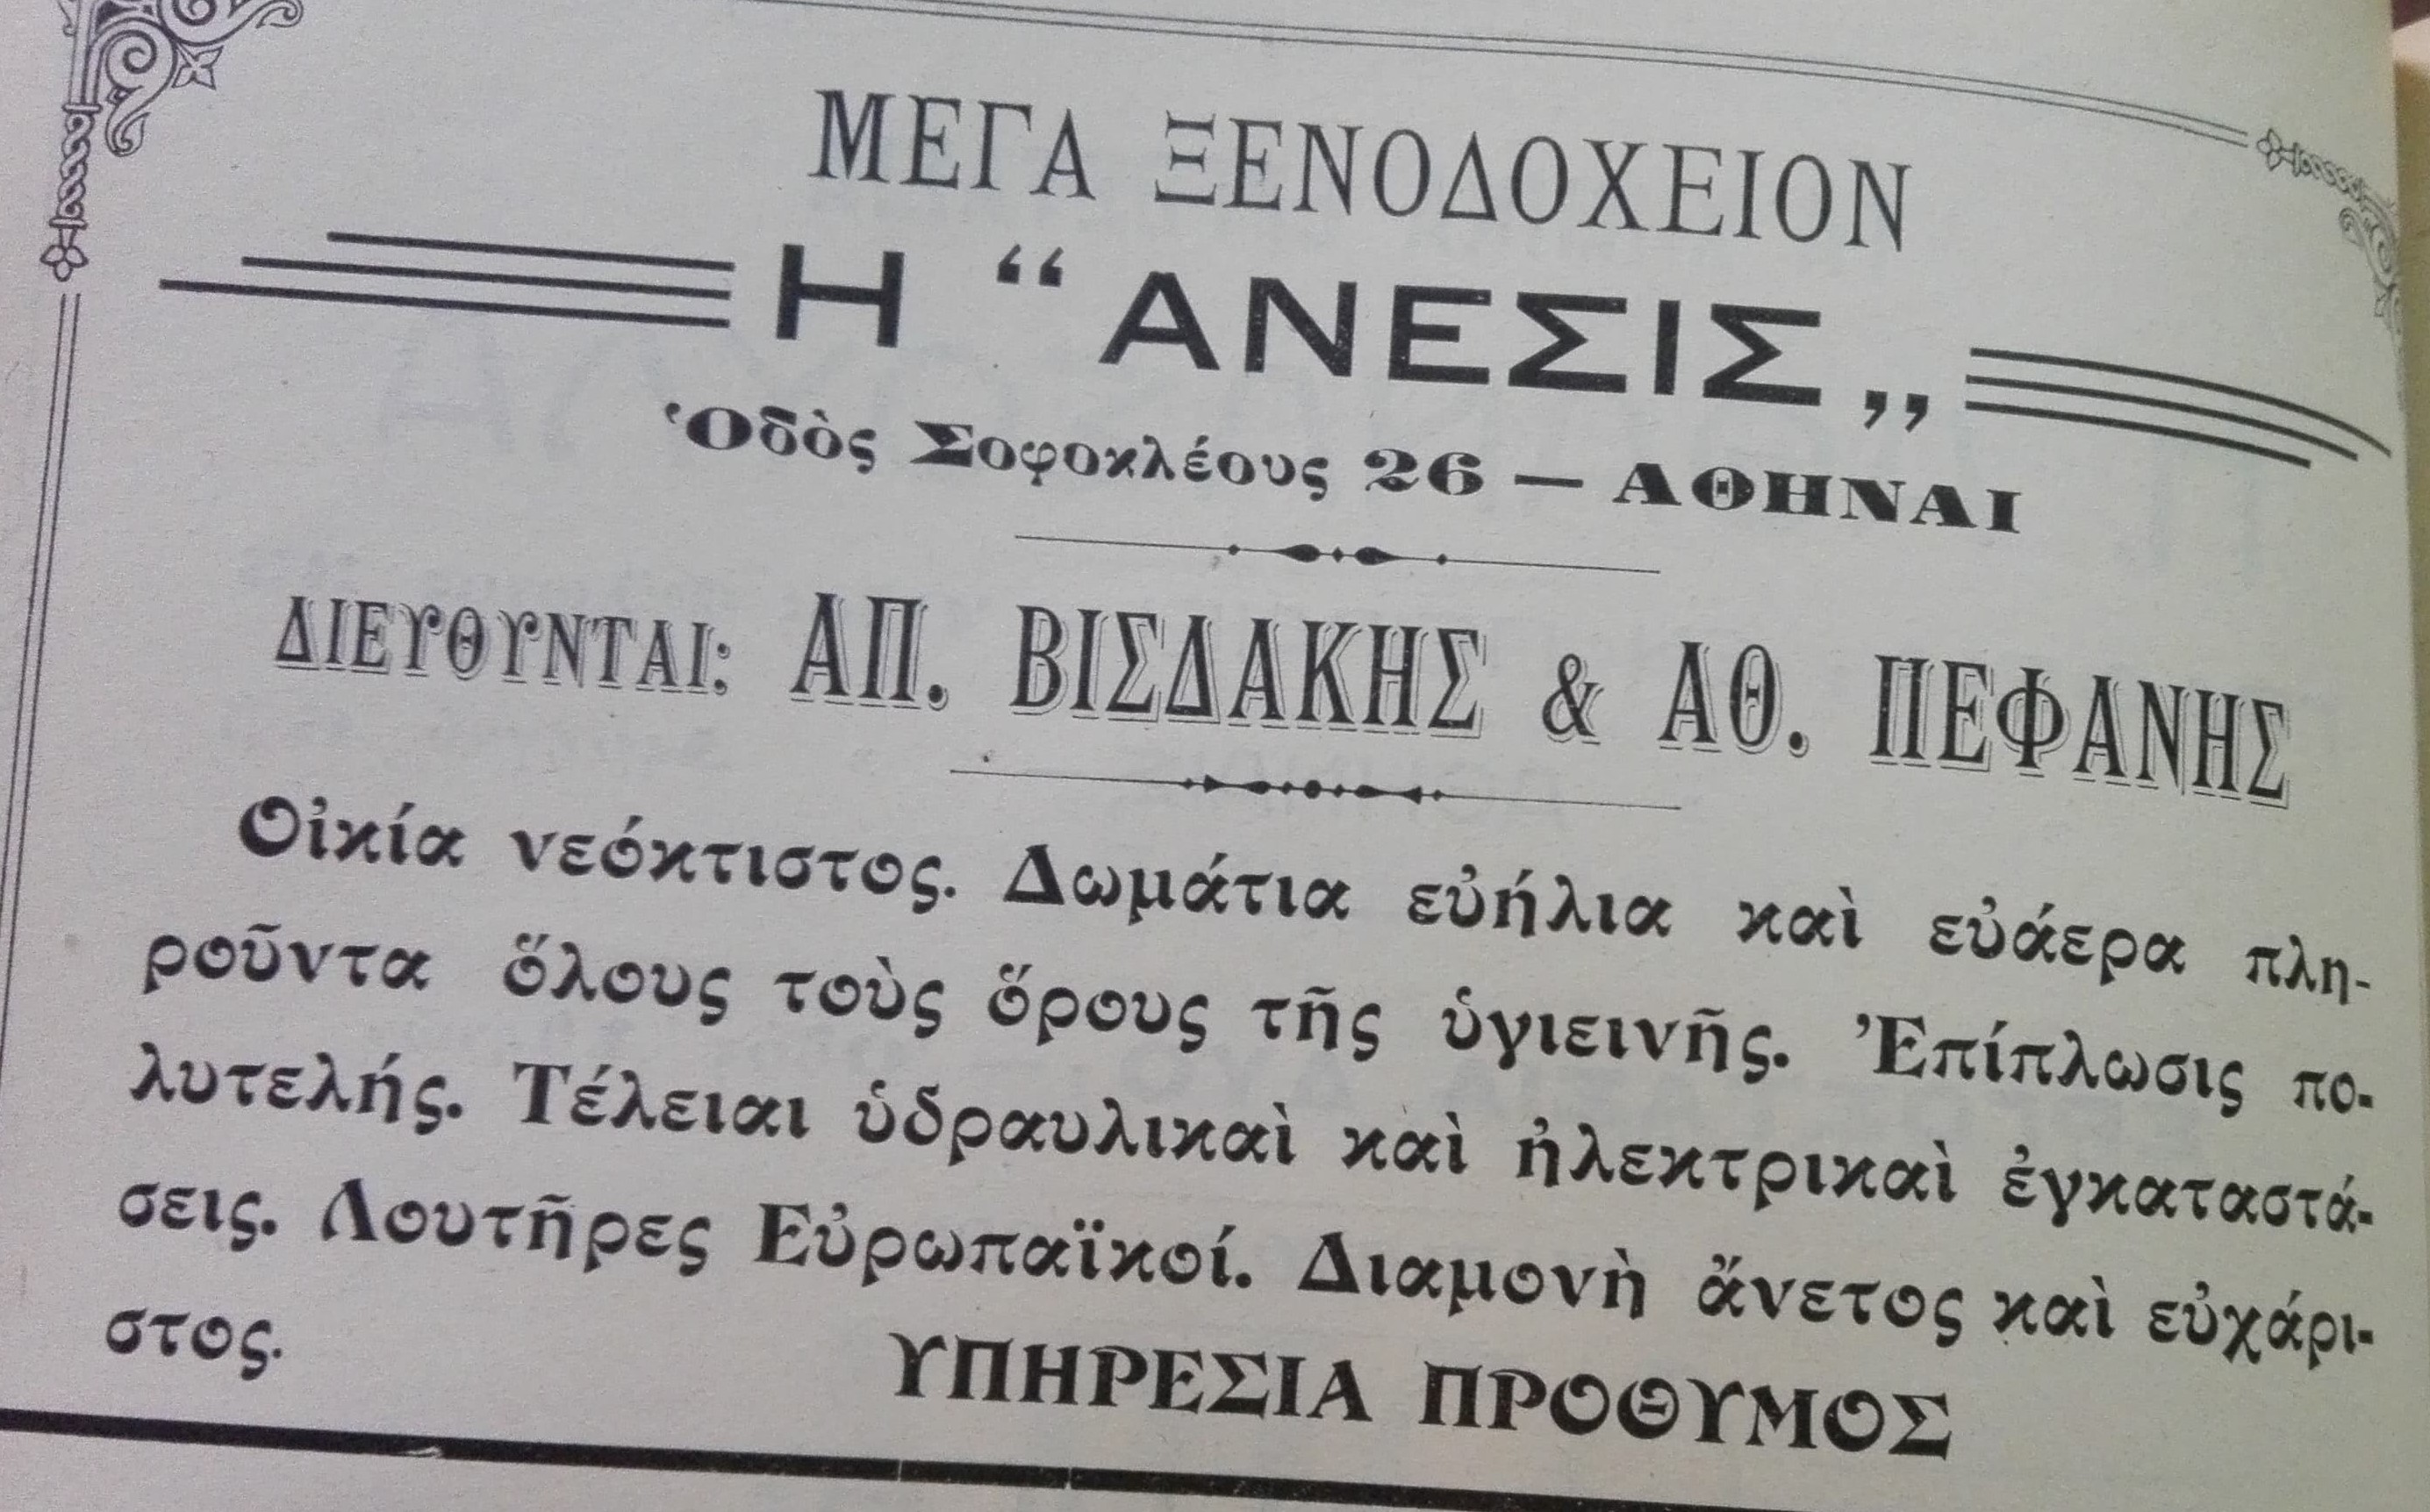 ΜΕΓΑ ΞΕΝΟΔΟΧΕΙΟΝ
Η “ΑΝΕΣΙΣ„
Ὁδὸς Σοφοκλέους 26 — ΑΘΗΝΑΙ
ΔΙΕΥΘΥΝΤΑΙ: ΑΠ. ΒΙΣΔΑΚΗΣ & ΑΘ. ΠΕΦΑΝΗΣ
Οἰκία νεόκτιστος. Δωμάτια εὐήλια καὶ εὐάερα πλη-
ροῦντα ὅλους τοὺς ὅρους τῆς ὑγιεινῆς. Ἐπίπλωσις πο-
λυτελής. Τέλειαι ὑδραυλικαὶ καὶ ἠλεκτρικαὶ ἐγκαταστά-
σεις. Λουτῆρες Εὐρωπαϊκοί. Διαμονὴ ἄνετος καὶ εὐχάρι-
στος.
ΥΠΗΡΕΣΙΑ ΠΡΟΘΥΜΟΣ